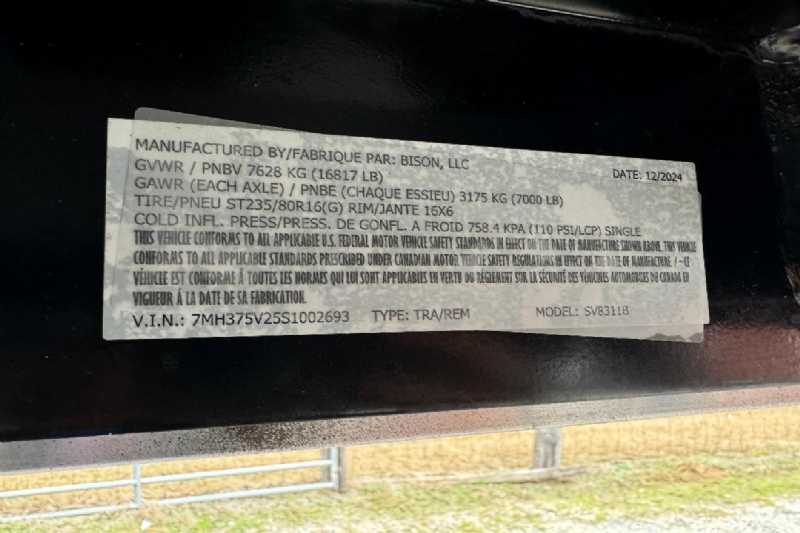 MANUFACTURED BY/FABRIQUE PAR: BISON, LLC
GVWR / PNBV 7628 KG (16817 LB) DATE: 12/2024
GAWR (EACH AXLE) / PNBE (CHAQUE ESSIEU) 3175 KG (7000 LB)
TIRE/PNEU ST235/80R16(G) RIM/JANTE 16X6
COLD INFL. PRESS/PRESS. DE GONFL. A FROID 758.4 KPA (110 PSI/LCP) SINGLE
THIS VEHICLE CONFORMS TO ALL APPLICABLE U.S. FEDERAL MOTOR VEHICLE SAFETY STANDARDS IN EFFECT ON THE DATE OF MANUFACTURE SHOWN ABOVE. THIS VEHICLE
CONFORMS TO ALL APPLICABLE STANDARDS PRESCRIBED UNDER CANADIAN MOTOR VEHICLE SAFETY REGULATIONS IN EFFECT ON THE DATE OF MANUFACTURE / -CE
VÉHICLE EST CONFORME À TOUTES LES NORMES QUI LUI SONT APPLICABLES EN VERTU DU RÈGLEMENT SUR LA SÉCURITÉ DES VÉHICULES AUTOMOBILES DU CANADA EN
VIGUEUR À LA DATE DE SA FABRICATION.
V.I.N.: 7MH375V25S1002693 TYPE: TRA/REM MODEL: SV8311B